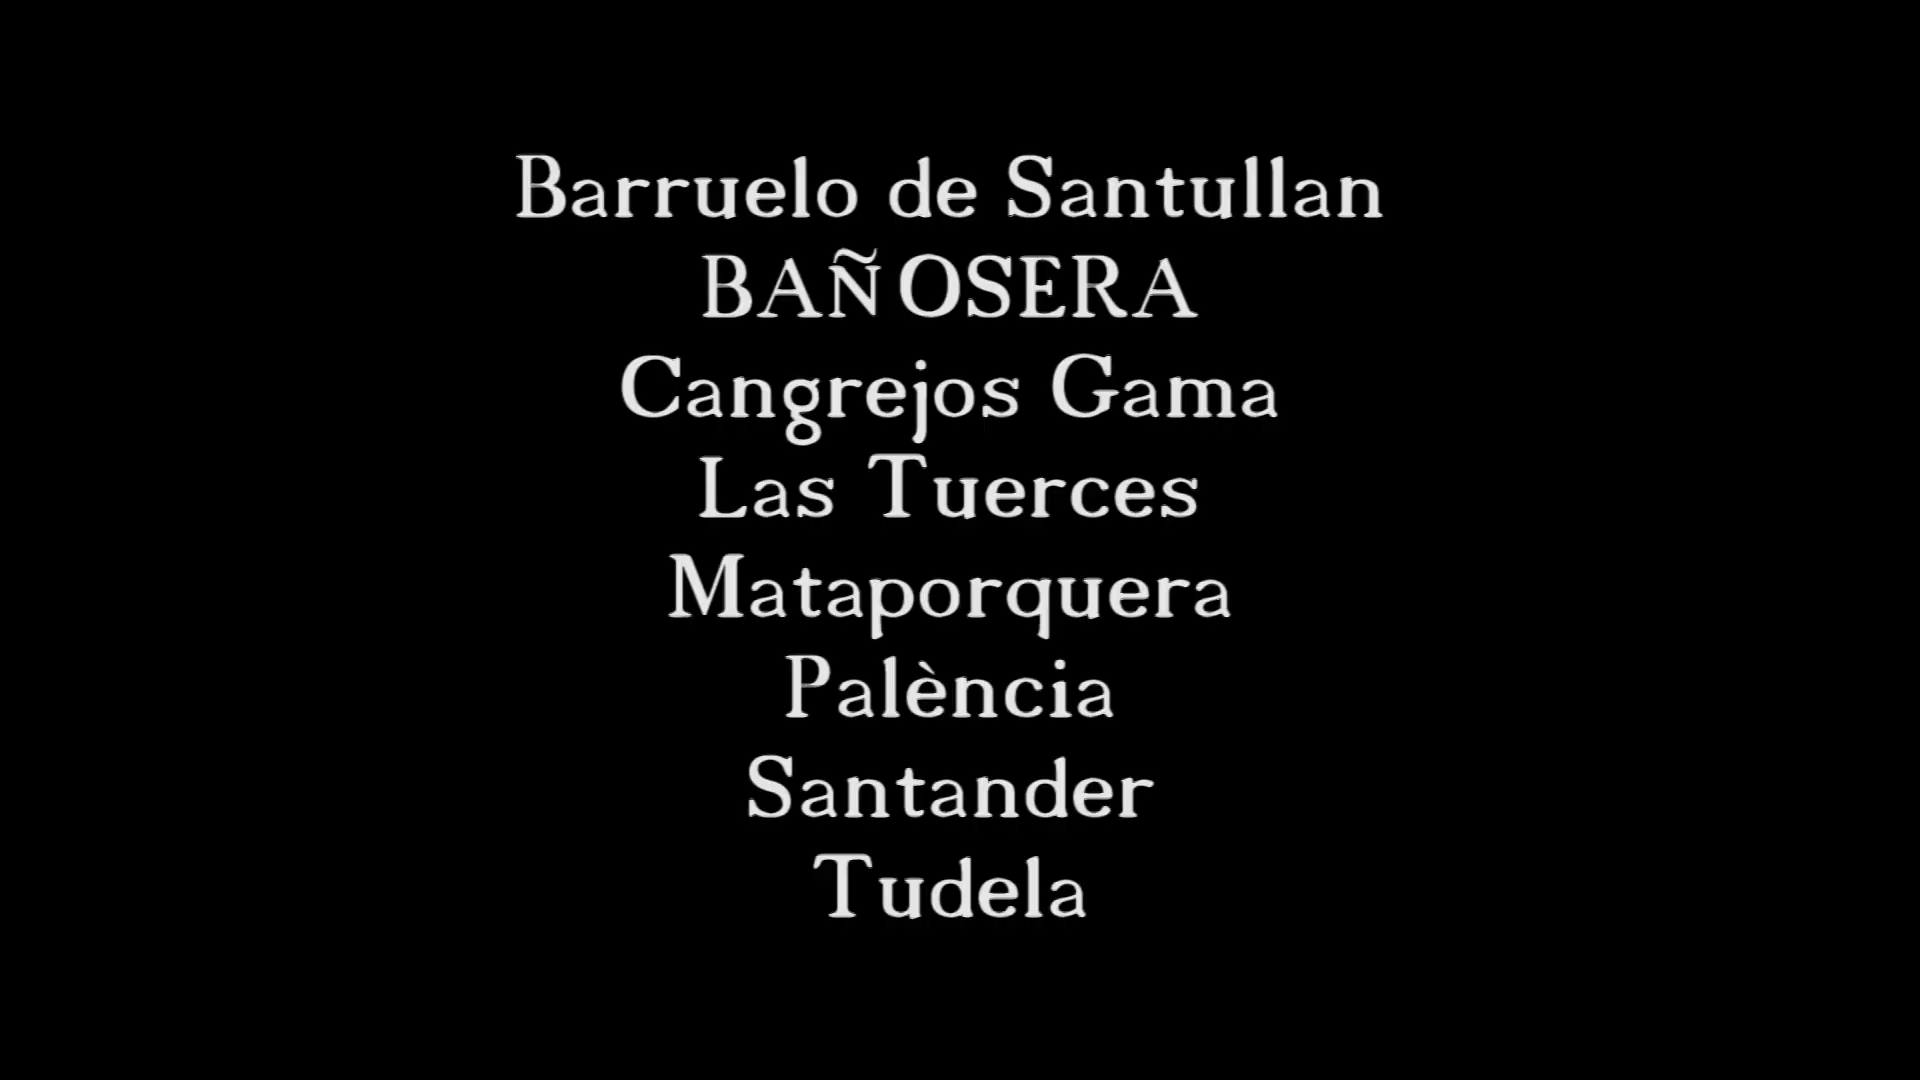 Barruelo de Santullan
BAÑOSERA
Cangrejos Gama
Las Tuerces
Mataporquera
Palència
Santander
Tudela